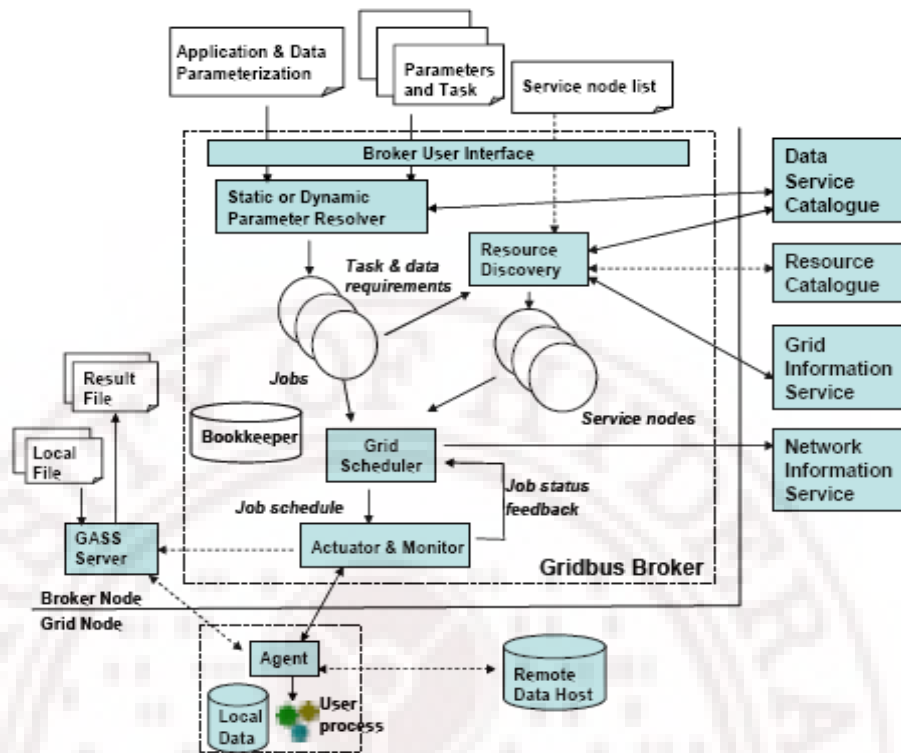 Application & Data
Parameterization
Parameters
and Task
Service node list
Broker User Interface
Static or Dynamic
Parameter Resolver
Data
Service
Catalogue
Resource
Discovery
Task & data
requirements
Resource
Catalogue
Grid
Information
Service
Jobs
Service nodes
Result
File
Bookkeeper
Local
File
Grid
Scheduler
Network
Information
Service
Job status
feedback
Job schedule
GASS
Server
Actuator & Monitor
Gridbus Broker
Broker Node
Grid Node
Agent
Remote
Data Host
Local
Data
User
process